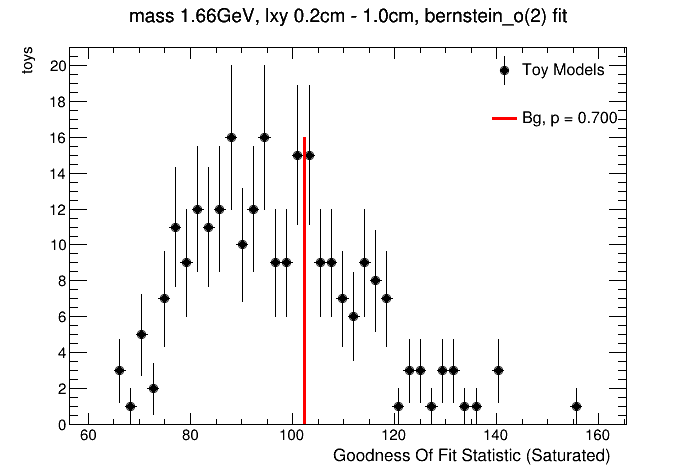 mass 1.66GeV, lxy 0.2cm - 1.0cm, bernstein_o(2) fit
toys
20
18
16
14
12
10
8
6
4
2
0
Toy Models
Bg, p = 0.700
60 80 100 120 140 160
Goodness Of Fit Statistic (Saturated)